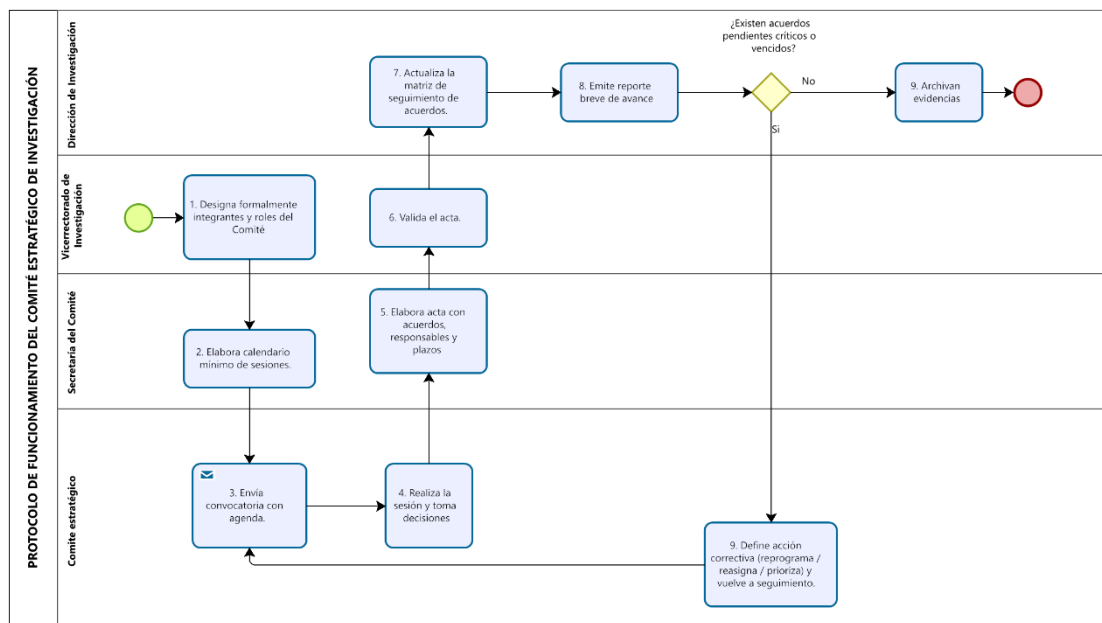 PROTOCOLO DE FUNCIONAMIENTO DEL COMITÉ ESTRATÉGICO DE INVESTIGACIÓN
Dirección de Investigación
7. Actualiza la
matriz de
seguimiento de
acuerdos.
8. Emite reporte
breve de avance
¿Existen acuerdos
pendientes críticos o
vencidos?
No
Si
9. Archivan
evidencias
Vicerrectorado de
Investigación
1. Designa formalmente
integrantes y roles del
Comité
6. Valida el acta.
Secretaría del Comité
2. Elabora calendario
mínimo de sesiones.
5. Elabora acta con
acuerdos,
responsables y
plazos
Comite estratégico
3. Envía
convocatoria con
agenda.
4. Realiza la
sesión y toma
decisiones
9. Define acción
correctiva (reprograma /
reasigna / prioriza) y
vuelve a seguimiento.